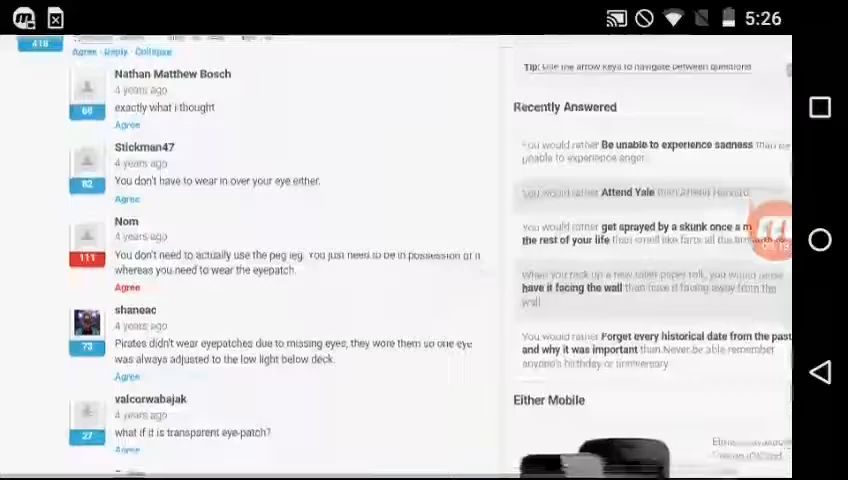 5:26
418
Agree · Reply · Collapse
Nathan Matthew Bosch
4 years ago
69
exactly what i thought
Agree
Stickman47
4 years ago
82
You don't have to wear in over your eye either.
Agree
Nom
4 years ago
111
You don't need to actually use the peg leg. You just need to be in possession of it
whereas you need to wear the eyepatch.
Agree
shaneac
4 years ago
73
Pirates didn't wear eyepatches due to missing eyes, they wore them so one eye
was always adjusted to the low light below deck.
Agree
valcorwabajak
4 years ago
27
what if it is transparent eye-patch?
Agree
Tip: Use the arrow keys to navigate between questions
Recently Answered
You would rather Be unable to experience sadness than be
unable to experience anger
You would rather Attend Yale than Attend Harvard
You would rather get sprayed by a skunk once a m
the rest of your life than smell like farts all the time
When you rack up a new toilet paper roll, you would rather
have it facing the wall than have it facing away from the
wall
You would rather Forget every historical date from the past
and why it was important than Never be able remember
anyone's birthday or anniversary
Either Mobile